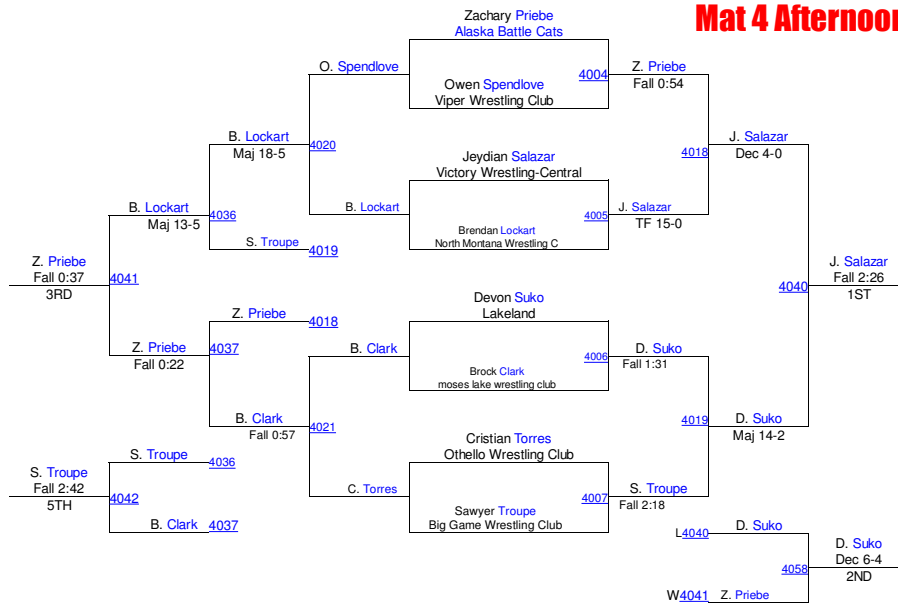 Mat 4 Afternoon
Zachary Priebe
Alaska Battle Cats
O. Spendlove
4004
Z. Priebe
Fall 0:54
Owen Spendlove
Viper Wrestling Club
B. Lockart
Maj 18-5
4020
4018
J. Salazar
Dec 4-0
Jeydian Salazar
Victory Wrestling-Central
B. Lockart
Maj 13-5
4036
B. Lockart
4005
J. Salazar
TF 15-0
Brendan Lockart
North Montana Wrestling C
S. Troupe
4019
Z. Priebe
Fall 0:37
3RD
4041
4040
J. Salazar
Fall 2:26
1ST
Devon Suko
Lakeland
Z. Priebe
4018
Z. Priebe
Fall 0:22
4037
B. Clark
4006
D. Suko
Fall 1:31
Brock Clark
moses lake wrestling club
B. Clark
Fall 0:57
4021
4019
D. Suko
Maj 14-2
Cristian Torres
Othello Wrestling Club
S. Troupe
4036
S. Troupe
Fall 2:42
5TH
4042
C. Torres
4007
S. Troupe
Fall 2:18
Sawyer Troupe
Big Game Wrestling Club
B. Clark
4037
L4040
D. Suko
4058
D. Suko
Dec 6-4
2ND
W4041
Z. Priebe